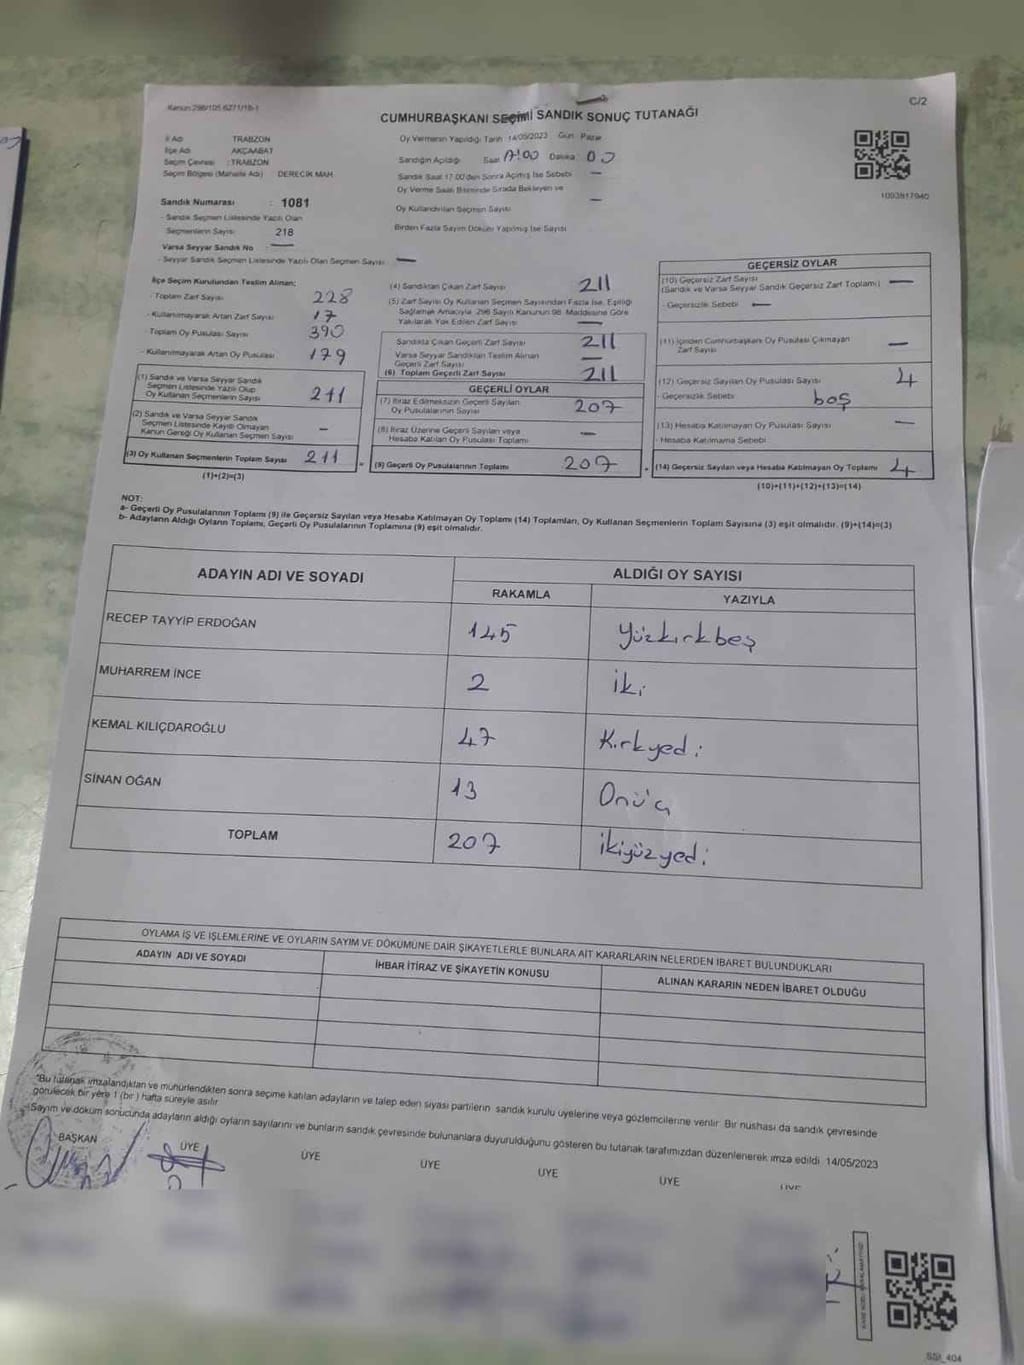 Kanun:298/105-6271/18-1
C/2
CUMHURBAŞKANI SEÇİMİ SANDIK SONUÇ TUTANAĞI
İl Adı TRABZON
İlçe Adı AKÇAABAT
Seçim Çevresi : TRABZON
Seçim Bölgesi (Mahalle Adı) DERECİK MAH.
Sandık Numarası : 1081
- Sandık Seçmen Listesinde Yazılı Olan
Seçmenlerin Sayısı 218
Varsa Seyyar Sandık No —
- Seyyar Sandık Seçmen Listesinde Yazılı Olan Seçmen Sayısı —
Oy Vermenin Yapıldığı Tarih 14/05/2023 Gün Pazar
Sandığın Açıldığı Saat 17:00 Dakika 00
Sandık Saat 17:00'den Sonra Açılmış İse Sebebi —
Oy Verme Saati Bitiminde Sırada Bekleyen ve
Oy Kullandırılan Seçmen Sayısı —
Birden Fazla Sayım Dökün Yapılmış İse Sayısı
1003817940
İlçe Seçim Kurulundan Teslim Alınan;
- Toplam Zarf Sayısı 228
- Kullanılmayarak Artan Zarf Sayısı 17
- Toplam Oy Pusulası Sayısı 390
- Kullanılmayarak Artan Oy Pusulası 179
(1) Sandık ve Varsa Seyyar Sandık
Seçmen Listesinde Yazılı Olup
Oy Kullanan Seçmenlerin Sayısı 211
(2) Sandık ve Varsa Seyyar Sandık
Seçmen Listesinde Kayıtlı Olmayan
Kanun Gereği Oy Kullanan Seçmen Sayısı –
(3) Oy Kullanan Seçmenlerin Toplam Sayısı 211
(1)+(2)=(3)
(4) Sandıktan Çıkan Zarf Sayısı 211
(5) Zarf Sayısı Oy Kullanan Seçmen Sayısından Fazla İse, Eşitliği
Sağlamak Amacıyla, 298 Sayılı Kanunun 98. Maddesine Göre
Yakılarak Yok Edilen Zarf Sayısı —
Sandıkta Çıkan Geçerli Zarf Sayısı 211
Varsa Seyyar Sandıktan Teslim Alınan
Geçerli Zarf Sayısı —
(6) Toplam Geçerli Zarf Sayısı 211
GEÇERLİ OYLAR
(7) İtiraz Edilmeksizin Geçerli Sayılan
Oy Pusulalarının Sayısı 207
(8) İtiraz Üzerine Geçerli Sayılan veya
Hesaba Katılan Oy Pusulası Toplamı —
(9) Geçerli Oy Pusulalarının Toplamı 207
GEÇERSİZ OYLAR
(10) Geçersiz Zarf Sayısı
(Sandık ve Varsa Seyyar Sandık Geçersiz Zarf Toplamı) —
- Geçersizlik Sebebi —
(11) İçinden Cumhurbaşkanı Oy Pusulası Çıkmayan
Zarf Sayısı —
(12) Geçersiz Sayılan Oy Pusulası Sayısı 4
- Geçersizlik Sebebi boş
(13) Hesaba Katılmayan Oy Pusulası Sayısı —
- Hesaba Katılmama Sebebi
(14) Geçersiz Sayılan veya Hesaba Katılmayan Oy Toplamı 4
(10)+(11)+(12)+(13)=(14)
NOT:
a- Geçerli Oy Pusulalarının Toplamı (9) ile Geçersiz Sayılan veya Hesaba Katılmayan Oy Toplamı (14) Toplamları, Oy Kullanan Seçmenlerin Toplam Sayısına (3) eşit olmalıdır. (9)+(14)=(3)
b- Adayların Aldığı Oyların Toplamı, Geçerli Oy Pusulalarının Toplamına (9) eşit olmalıdır.
ADAYIN ADI VE SOYADI
ALDIĞI OY SAYISI
RAKAMLA YAZIYLA
RECEP TAYYİP ERDOĞAN 145 yüzkırkbeş
MUHARREM İNCE 2 iki
KEMAL KILIÇDAROĞLU 47 Kırkyedi
SİNAN OĞAN 13 Onüç
TOPLAM 207 ikiyüzyedi
OYLAMA İŞ VE İŞLEMLERİNE VE OYLARIN SAYIM VE DÖKÜMÜNE DAİR ŞİKAYETLERLE BUNLARA AİT KARARLARIN NELERDEN İBARET BULUNDUKLARI
ADAYIN ADI VE SOYADI İHBAR İTİRAZ VE ŞİKAYETİN KONUSU ALINAN KARARIN NEDEN İBARET OLDUĞU
*Bu tutanak imzalandıktan ve mühürlendikten sonra seçime katılan adayların ve talep eden siyasi partilerin sandık kurulu üyelerine veya gözlemcilerine verilir. Bir nüshası da sandık çevresinde
görülecek bir yere 1 (bir) hafta süreyle asılır.
Sayım ve döküm sonucunda adayların aldığı oyların sayılarını ve bunların sandık çevresinde bulunanlara duyurulduğunu gösteren bu tutanak tarafımızdan düzenlenerek imza edildi. 14/05/2023
BAŞKAN ÜYE ÜYE ÜYE ÜYE ÜYE ÜYE
SSI_404